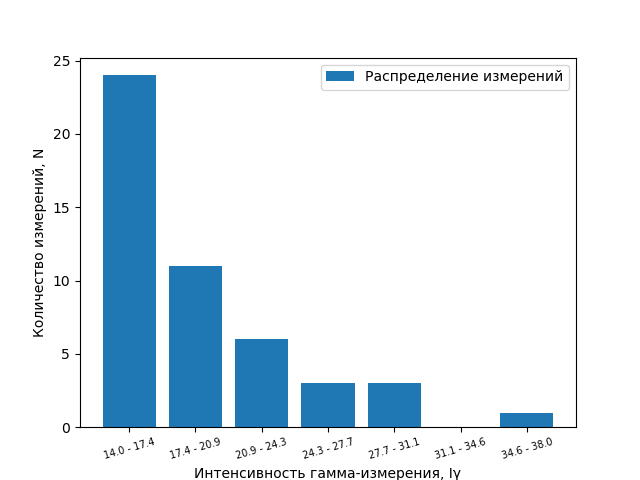 Распределение измерений
25
20
15
10
5
0
Количество измерений, N
14.0 - 17.4
17.4 - 20.9
20.9 - 24.3
24.3 - 27.7
27.7 - 31.1
31.1 - 34.6
34.6 - 38.0
Интенсивность гамма-измерения, Iγ